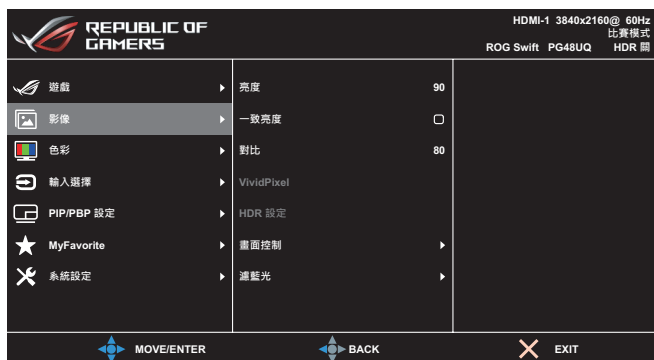 REPUBLIC OF
GAMERS
HDMI-1 3840x2160@ 60Hz
比賽模式
ROG Swift PG48UQ HDR 關
遊戲
影像
色彩
輸入選擇
PIP/PBP 設定
MyFavorite
系統設定
亮度 90
一致亮度
對比 80
VividPixel
HDR 設定
畫面控制
濾藍光
MOVE/ENTER BACK EXIT